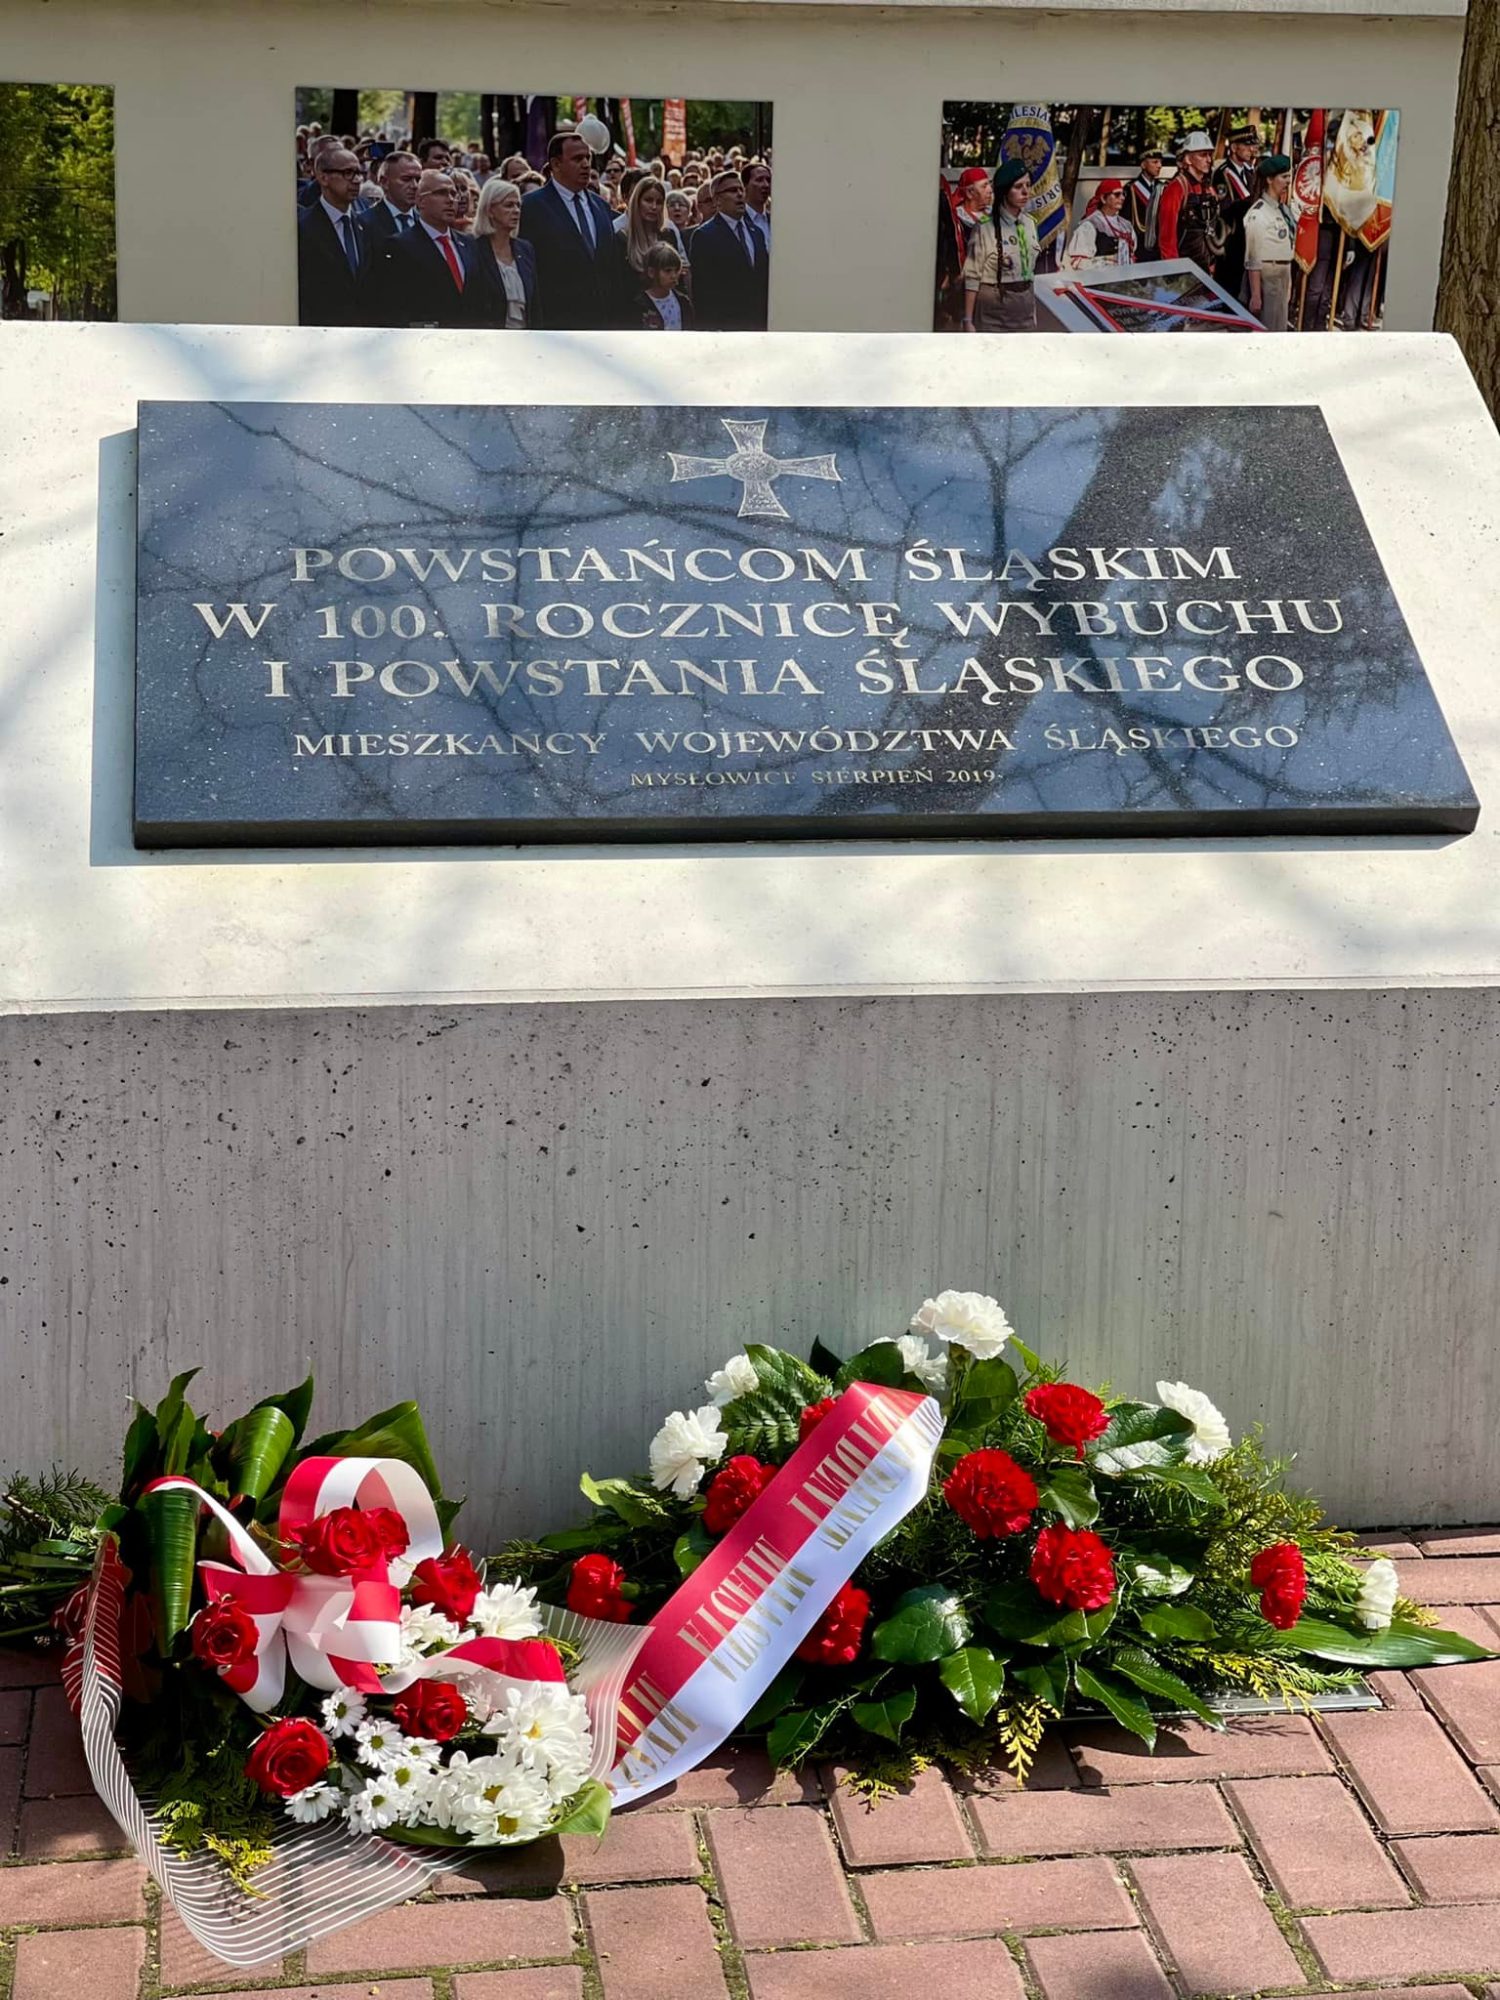 POWSTAŃCOM ŚLĄSKIM
W 100. ROCZNICĘ WYBUCHU
I POWSTANIA ŚLĄSKIEGO
MIESZKAŃCY WOJEWÓDZTWA ŚLĄSKIEGO
MYSŁOWICE SIERPIEŃ 2019